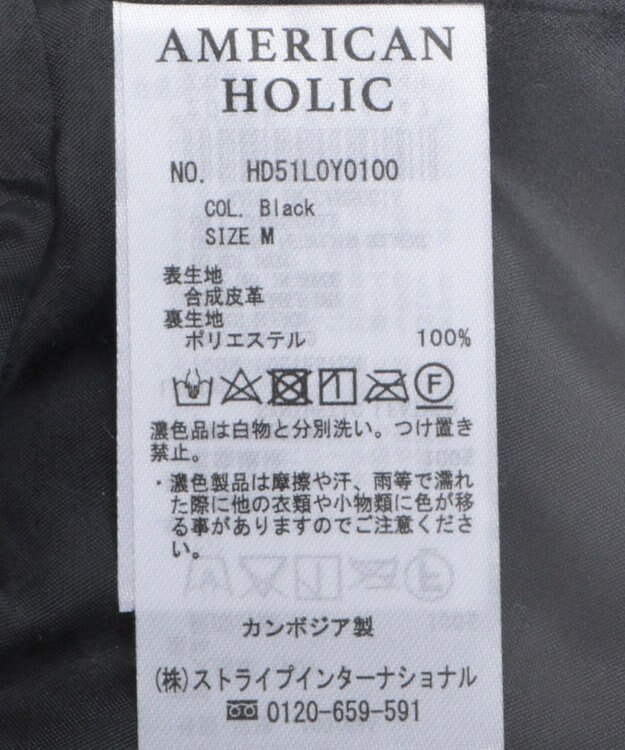 AMERICAN
HOLIC
NO. HD51L0Y0100
COL. Black
SIZE M
表生地
合成皮革
裏生地
ポリエステル 100%
F
濃色品は白物と分別洗い。つけ置き
禁止。
・濃色製品は摩擦や汗、雨等で濡れ
た際に他の衣類や小物類に色が移
る事がありますのでご注意くださ
い。
カンボジア製
(株)ストライプインターナショナル
0120-659-591